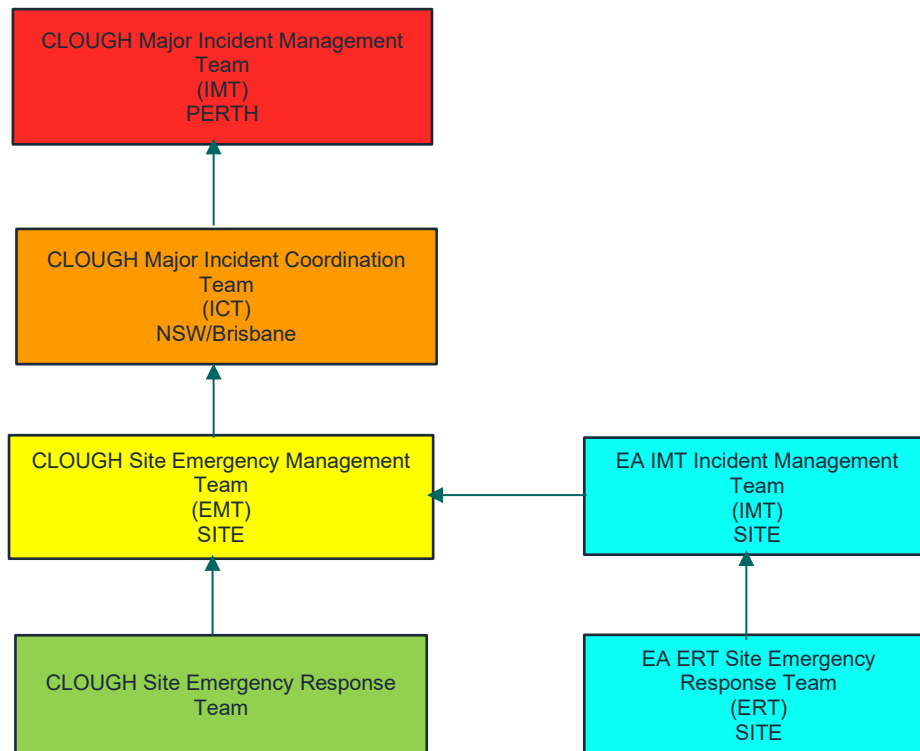 CLOUGH Major Incident Management
Team
(IMT)
PERTH
CLOUGH Major Incident Coordination
Team
(ICT)
NSW/Brisbane
CLOUGH Site Emergency Management
Team
(EMT)
SITE
EA IMT Incident Management
Team
(IMT)
SITE
CLOUGH Site Emergency Response
Team
EA ERT Site Emergency
Response Team
(ERT)
SITE